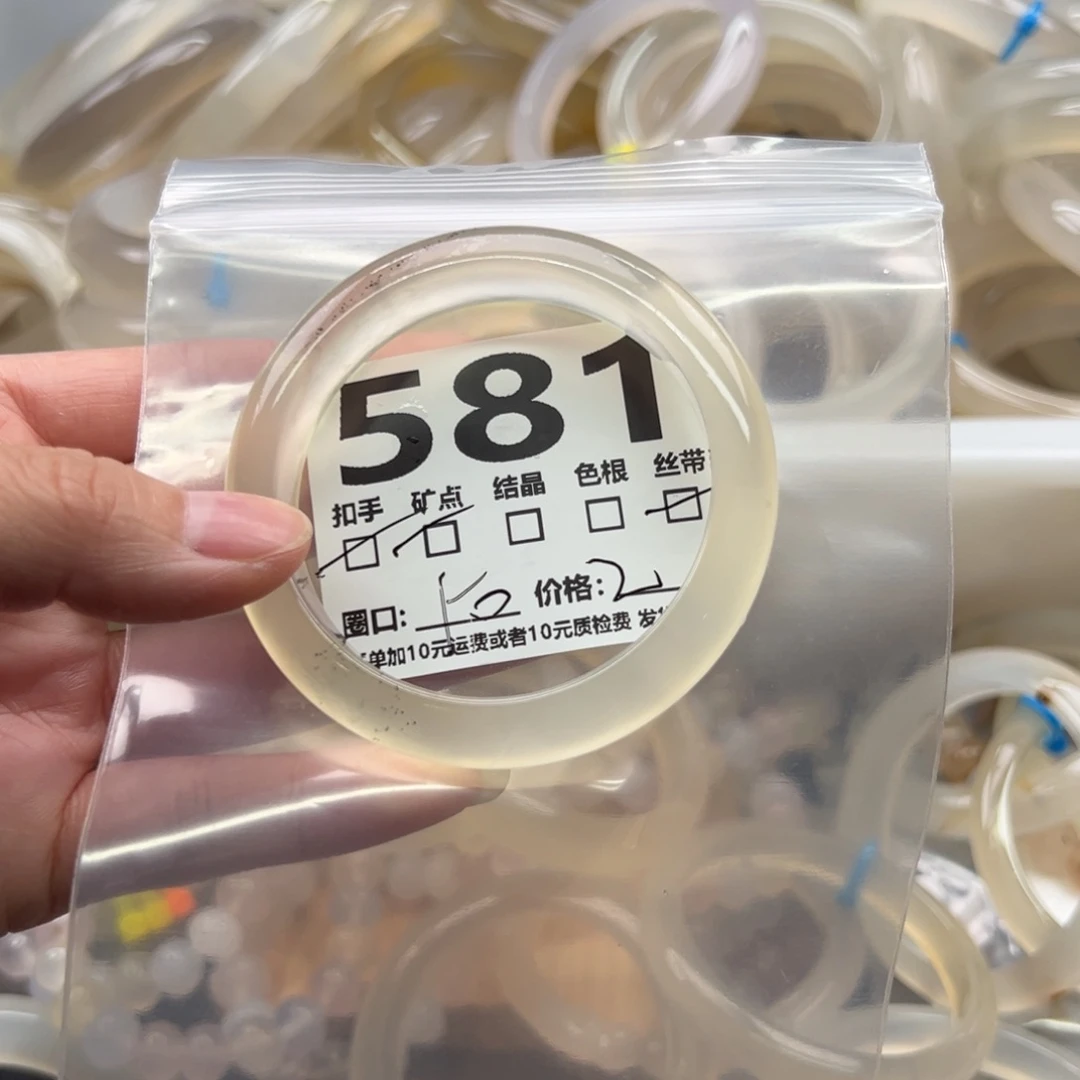 581
扣手 矿点 结晶 色根 丝带
圈口: 价格:
单加10元运费或者10元质检费 发